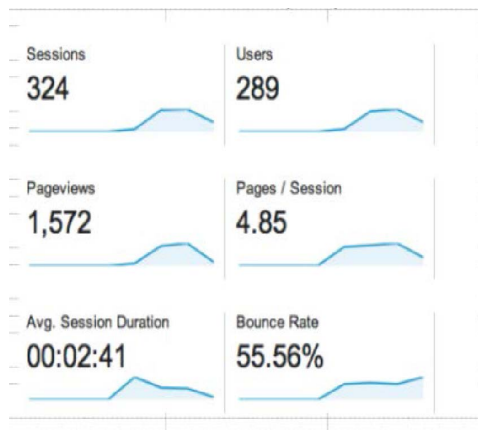 Sessions
324
Users
289
Pageviews
1,572
Pages / Session
4.85
Avg. Session Duration
00:02:41
Bounce Rate
55.56%